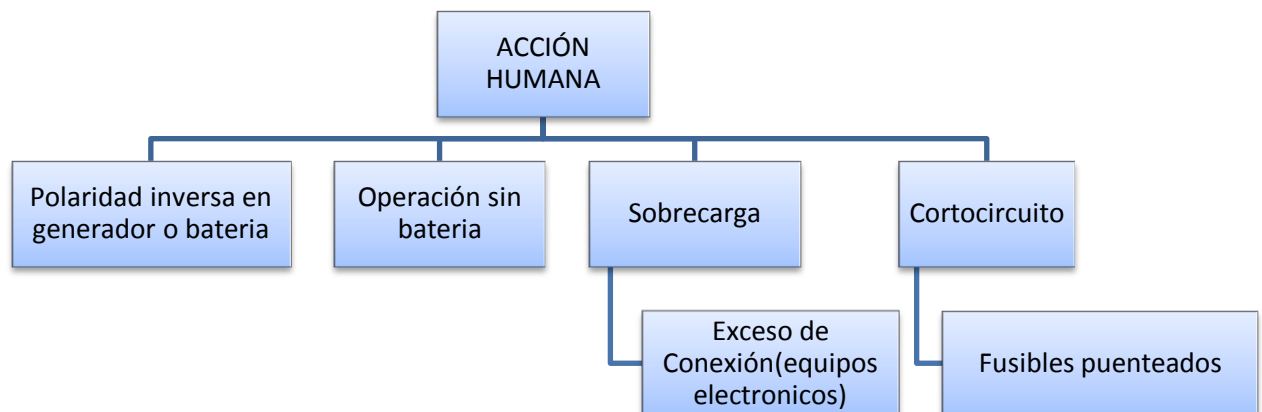 ACCIÓN
HUMANA
Polaridad inversa en
generador o bateria
Operación sin
bateria
Sobrecarga
Cortocircuito
Exceso de
Conexión(equipos
electronicos)
Fusibles puenteados